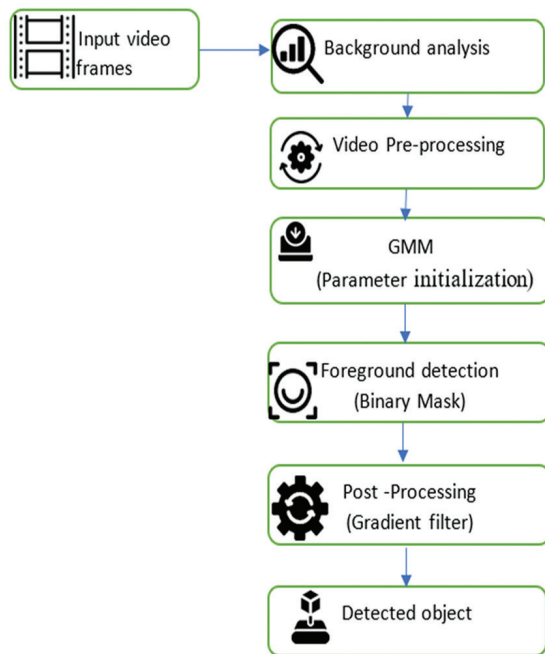 Input video
frames
Background analysis
Video Pre-processing
GMM
(Parameter initialization)
Foreground detection
(Binary Mask)
Post -Processing
(Gradient filter)
Detected object